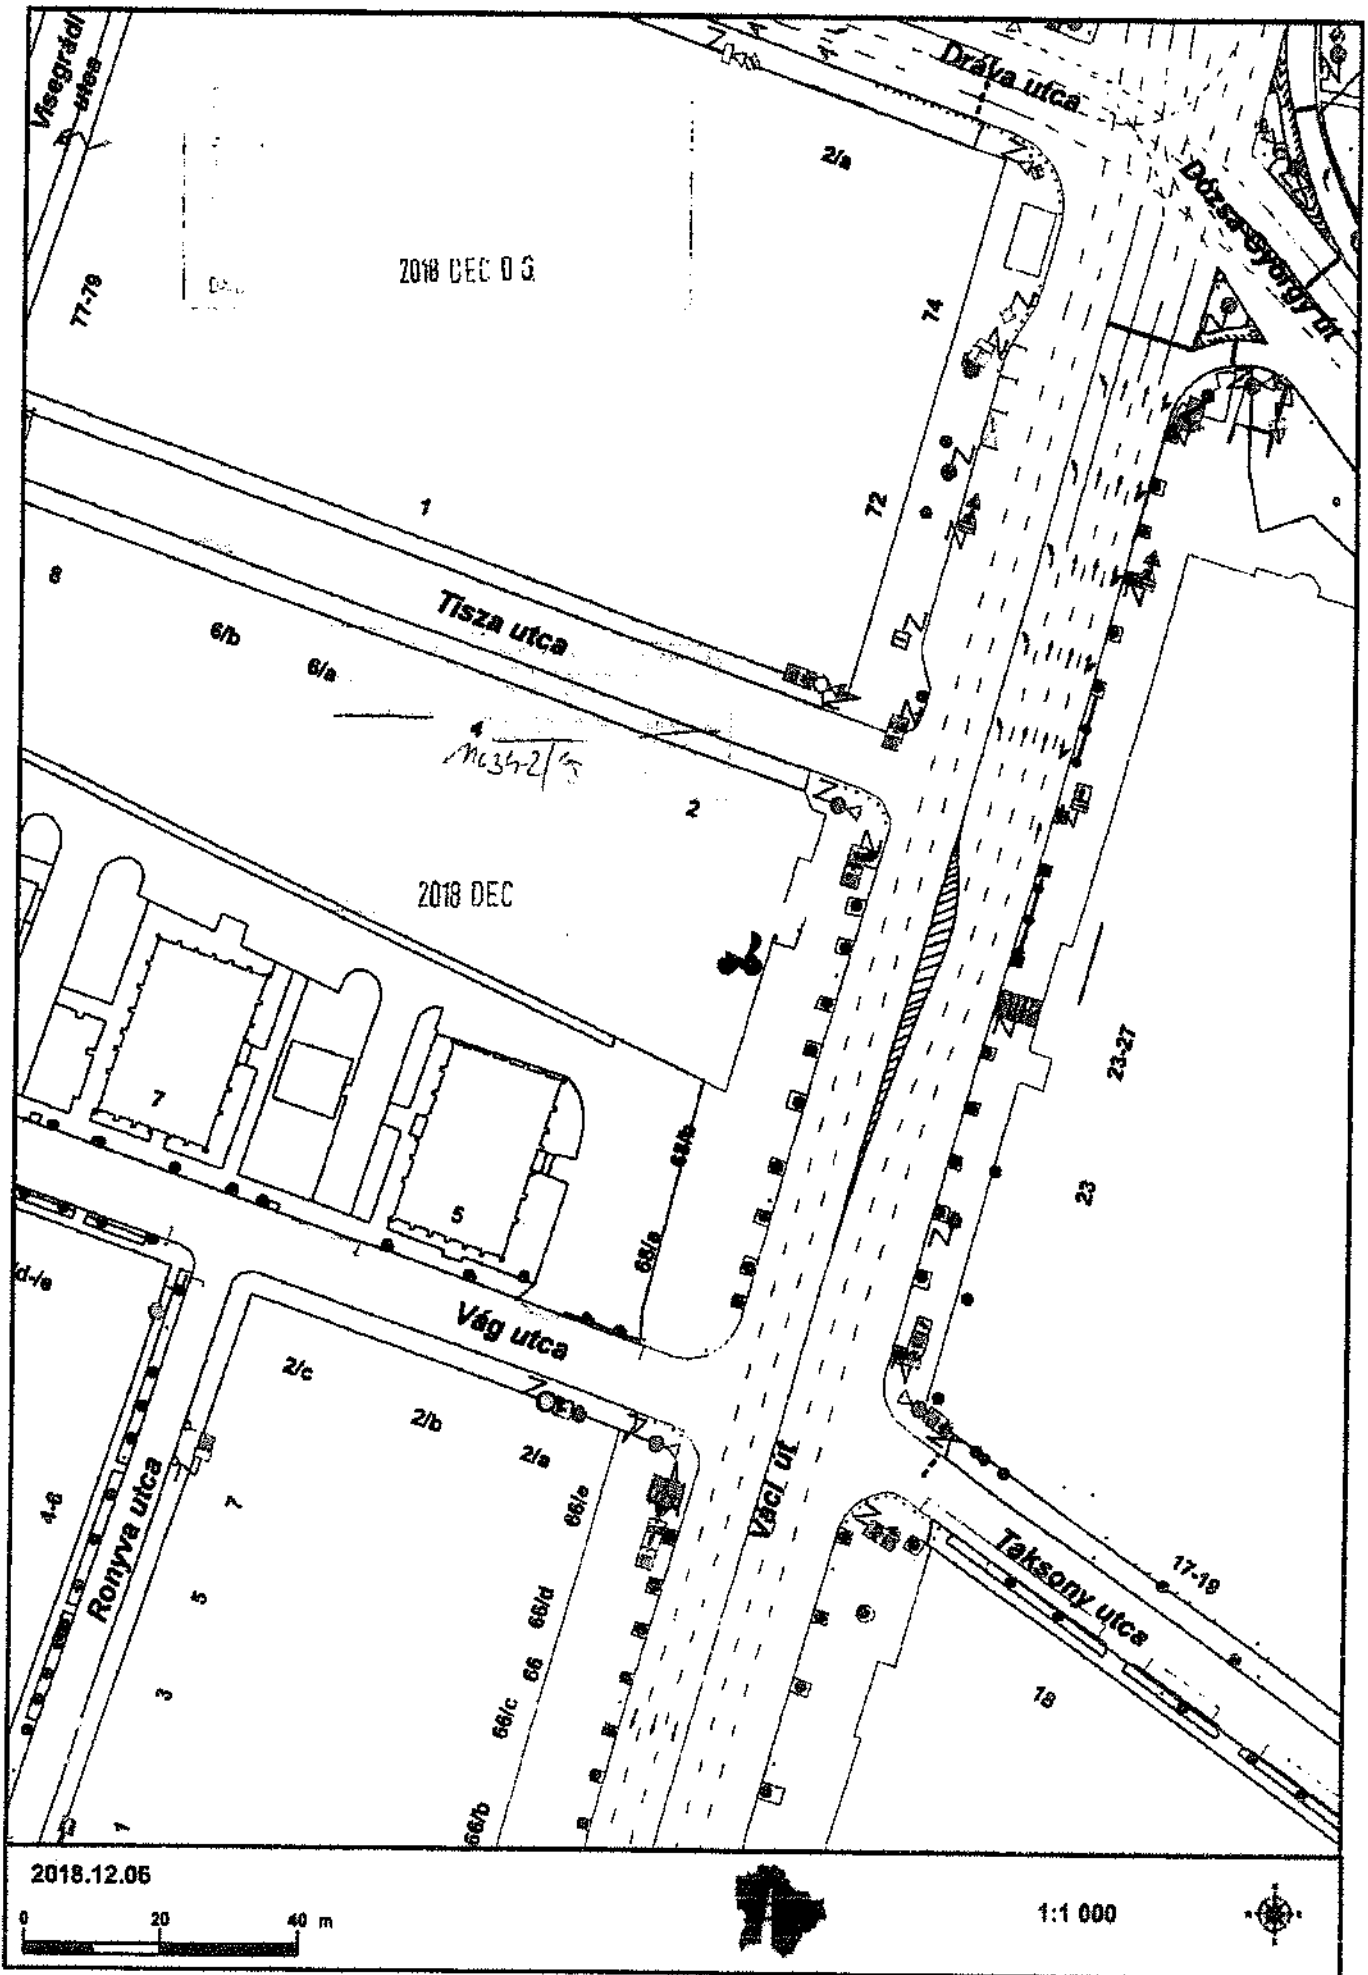 Visegrádi
utca
Dráva utca
2/a
Dózsa György út
2018 DEC 0
77-79
74
72
1
8
Tisza utca
6/b
6/a
4
2
2018 DEC
23-27
7
68/b
23
5
68/a
Vág utca
2/c
2/b
2/a
Váci út
66/e
4-6
Ronyva utca
7
Taksony utca
17-19
5
66/d
66
3
66/c
18
1
66/b
2018.12.06
0 20 40 m
1:1 000